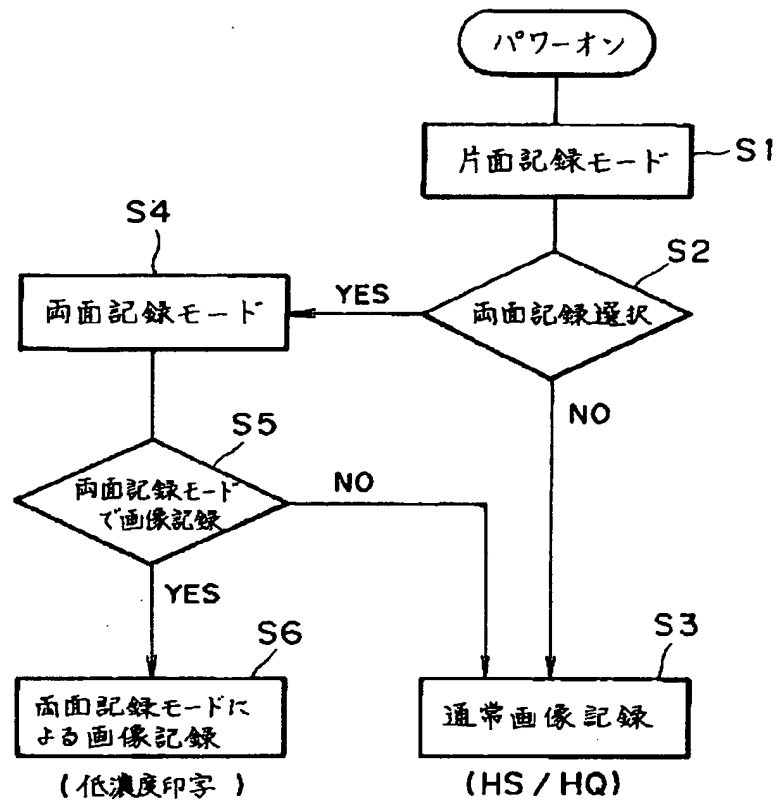 パワーオン
片面記録モード
S1
S2
両面記録選択
YES
NO
S4
両面記録モード
S5
両面記録モード
で画像記録
NO
YES
S6
両面記録モードに
よる画像記録
(低濃度印字)
S3
通常画像記録
(HS/HQ)